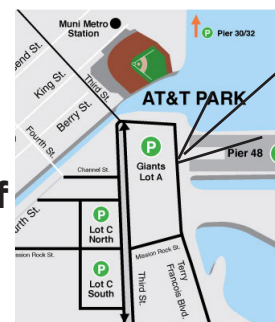 Muni Metro
Station
P Pier 30/32
King St.
Third St.
Berry St.
AT&T PARK
Fourth St.
P
Giants
Lot A
Pier 48
Channel St.
f
P
Lot C
North
Mission Rock St.
Terry
Francois Blvd.
Third St.
P
Lot C
South